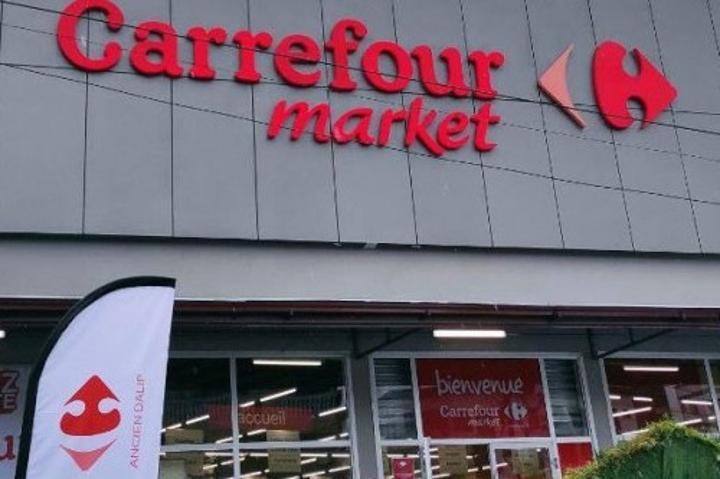 Carrefour
market
bienvenue
Carrefour
market
accueil
ANCIEN DALIP